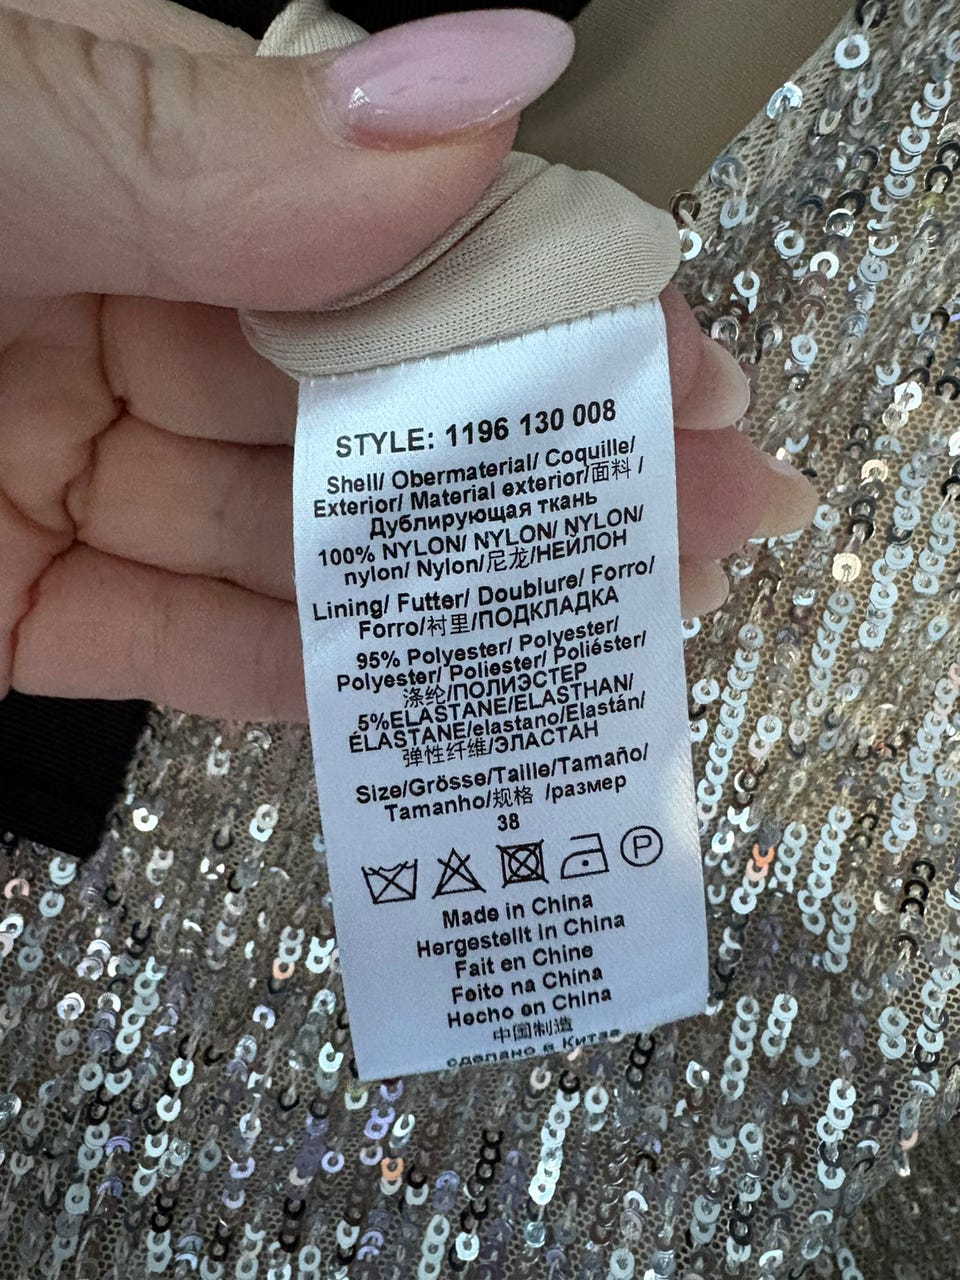 STYLE: 1196 130 008
Shell/ Obermaterial/ Coquille/
Exterior/ Material exterior/面料 /
Дублирующая ткань
100% NYLON/ NYLON/ NYLON/
nylon/ Nylon/尼龙/НЕЙЛОН
Lining/ Futter/ Doublure/ Forro/
Forro/衬里/ПОДКЛАДКА
95% Polyester/ Polyester/
Polyester/ Poliester/ Poliéster/
涤纶/ПОЛИЭСТЕР
5%ELASTANE/ELASTHAN/
ÉLASTANE/elastano/Elastán/
弹性纤维/ЭЛАСТАН
Size/Grösse/Taille/Tamaño/
Tamanho/规格 /размер
38
P
Made in China
Hergestellt in China
Fait en Chine
Feito na China
Hecho en China
中国制造
сделано в Китае